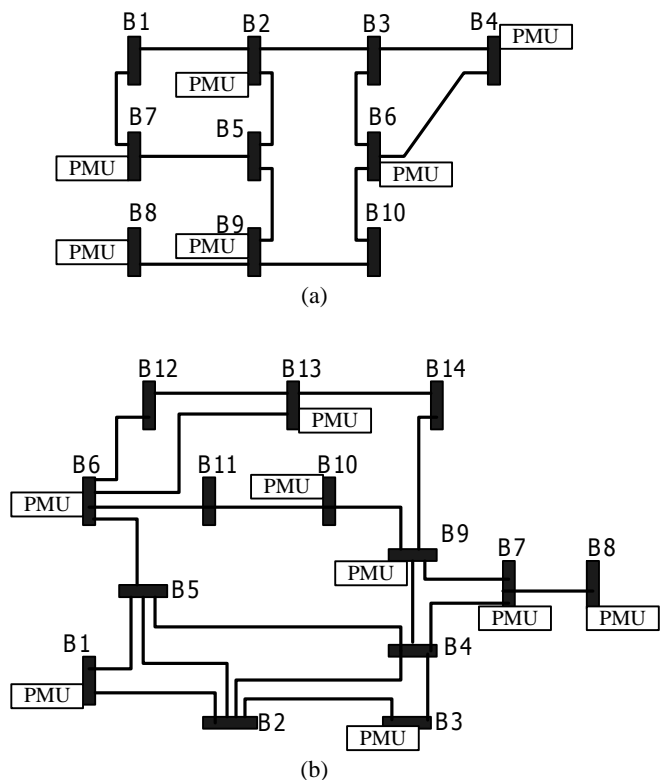 B1 B2 B3 B4 PMU
PMU
B7 B5 B6
PMU PMU
B8 B9 B10
PMU PMU
(a)
B12 B13 B14
PMU
B6 B11 B10
PMU PMU
B9 B7 B8
PMU PMU PMU
B5
B1 B4
PMU
B2 B3
PMU
(b)